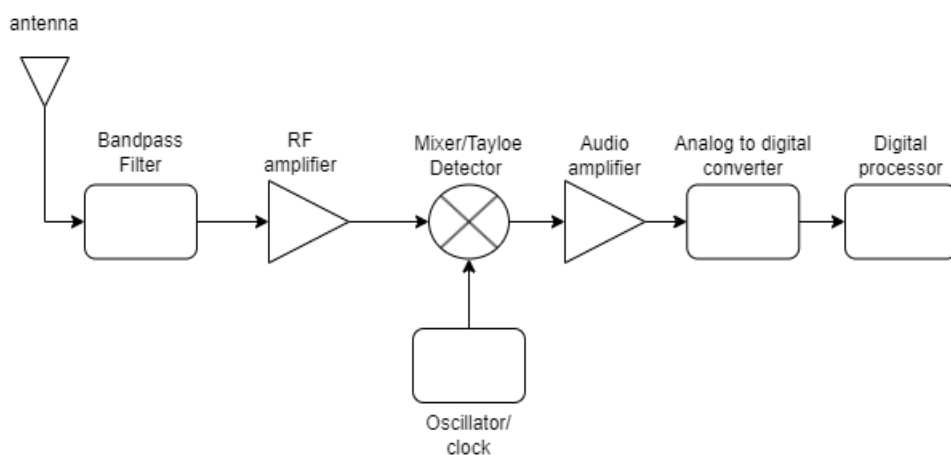 antenna
Bandpass
Filter
RF
amplifier
Mixer/Tayloe
Detector
Audio
amplifier
Analog to digital
converter
Digital
processor
Oscillator/
clock